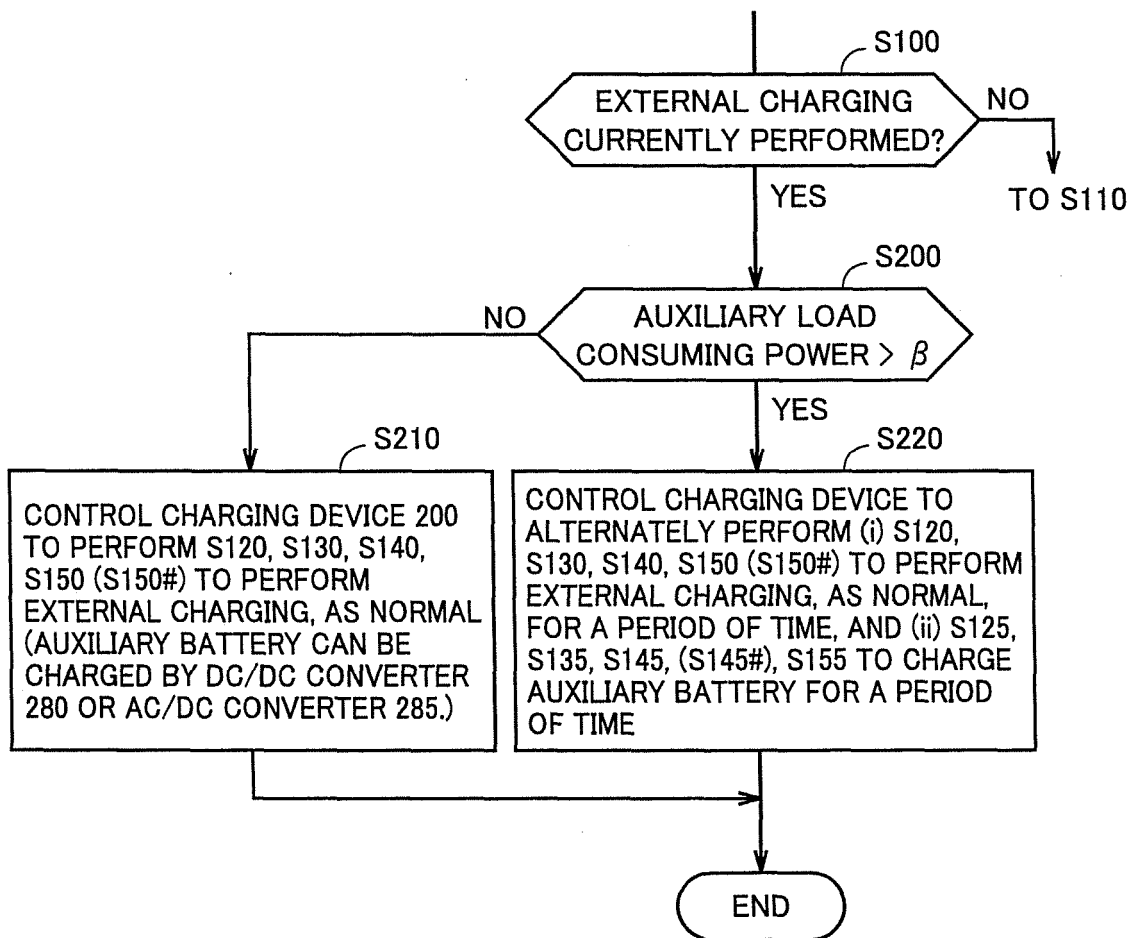 S100
EXTERNAL CHARGING
CURRENTLY PERFORMED?
NO
TO S110
YES
S200
AUXILIARY LOAD
CONSUMING POWER > β
NO
YES
S210
CONTROL CHARGING DEVICE 200
TO PERFORM S120, S130, S140,
S150 (S150#) TO PERFORM
EXTERNAL CHARGING, AS NORMAL
(AUXILIARY BATTERY CAN BE
CHARGED BY DC/DC CONVERTER
280 OR AC/DC CONVERTER 285.)
S220
CONTROL CHARGING DEVICE TO
ALTERNATELY PERFORM (i) S120,
S130, S140, S150 (S150#) TO PERFORM
EXTERNAL CHARGING, AS NORMAL,
FOR A PERIOD OF TIME, AND (ii) S125,
S135, S145, (S145#), S155 TO CHARGE
AUXILIARY BATTERY FOR A PERIOD
OF TIME
END